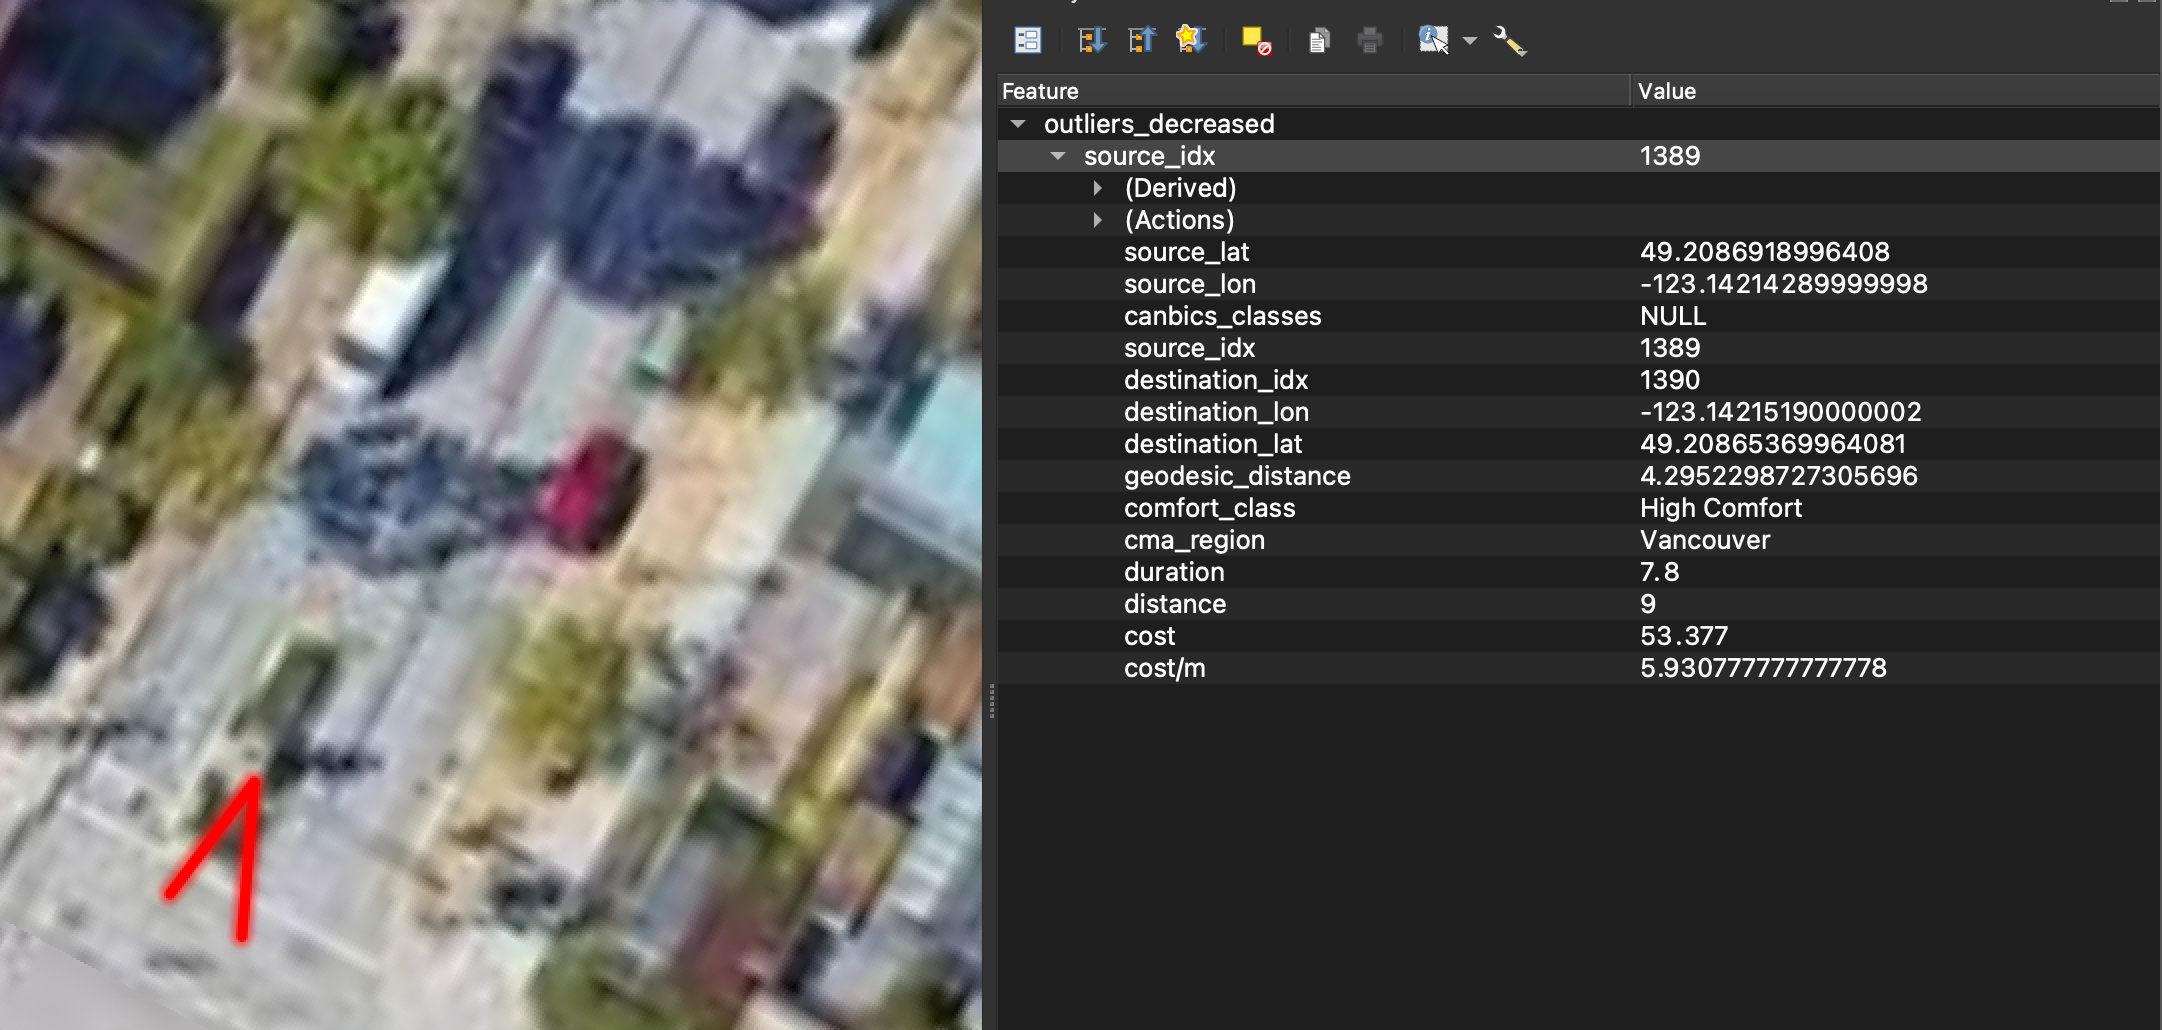 Feature Value
outliers_decreased
source_idx 1389
(Derived)
(Actions)
source_lat 49.2086918996408
source_lon -123.14214289999998
canbics_classes NULL
source_idx 1389
destination_idx 1390
destination_lon -123.14215190000002
destination_lat 49.20865369964081
geodesic_distance 4.2952298727305696
comfort_class High Comfort
cma_region Vancouver
duration 7.8
distance 9
cost 53.377
cost/m 5.930777777777778